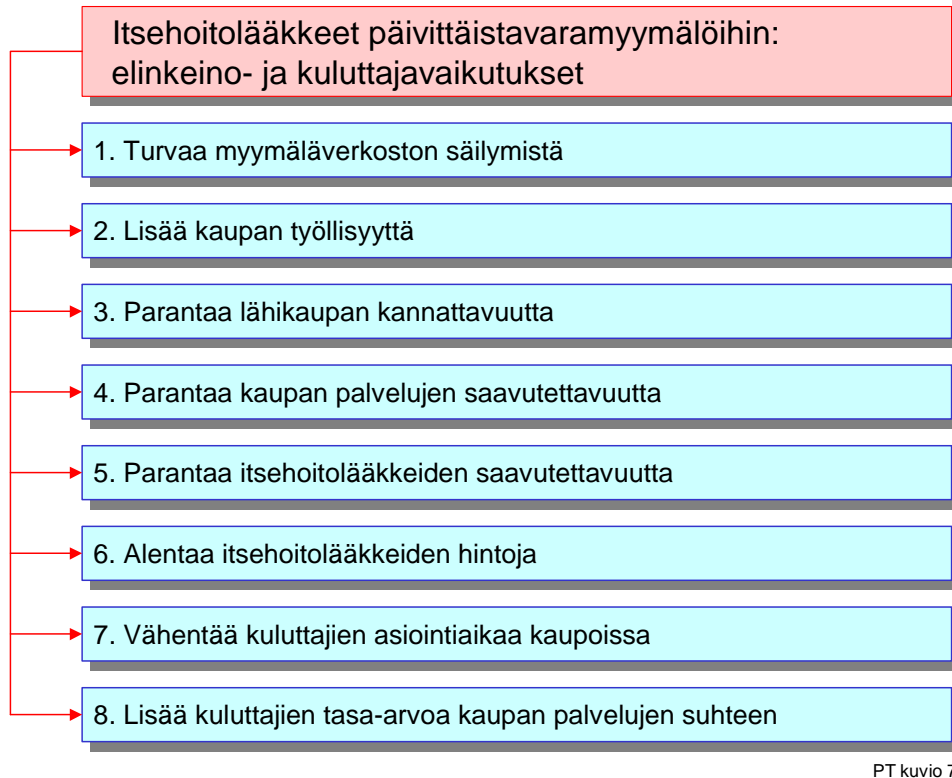 Itsehoitolääkkeet päivittäistavaramyymälöihin:
elinkeino- ja kuluttajavaikutukset
1. Turvaa myymäläverkoston säilymistä
2. Lisää kaupan työllisyyttä
3. Parantaa lähikaupan kannattavuutta
4. Parantaa kaupan palvelujen saavutettavuutta
5. Parantaa itsehoitolääkkeiden saavutettavuutta
6. Alentaa itsehoitolääkkeiden hintoja
7. Vähentää kuluttajien asiointiaikaa kaupoissa
8. Lisää kuluttajien tasa-arvoa kaupan palvelujen suhteen
PT kuvio 7